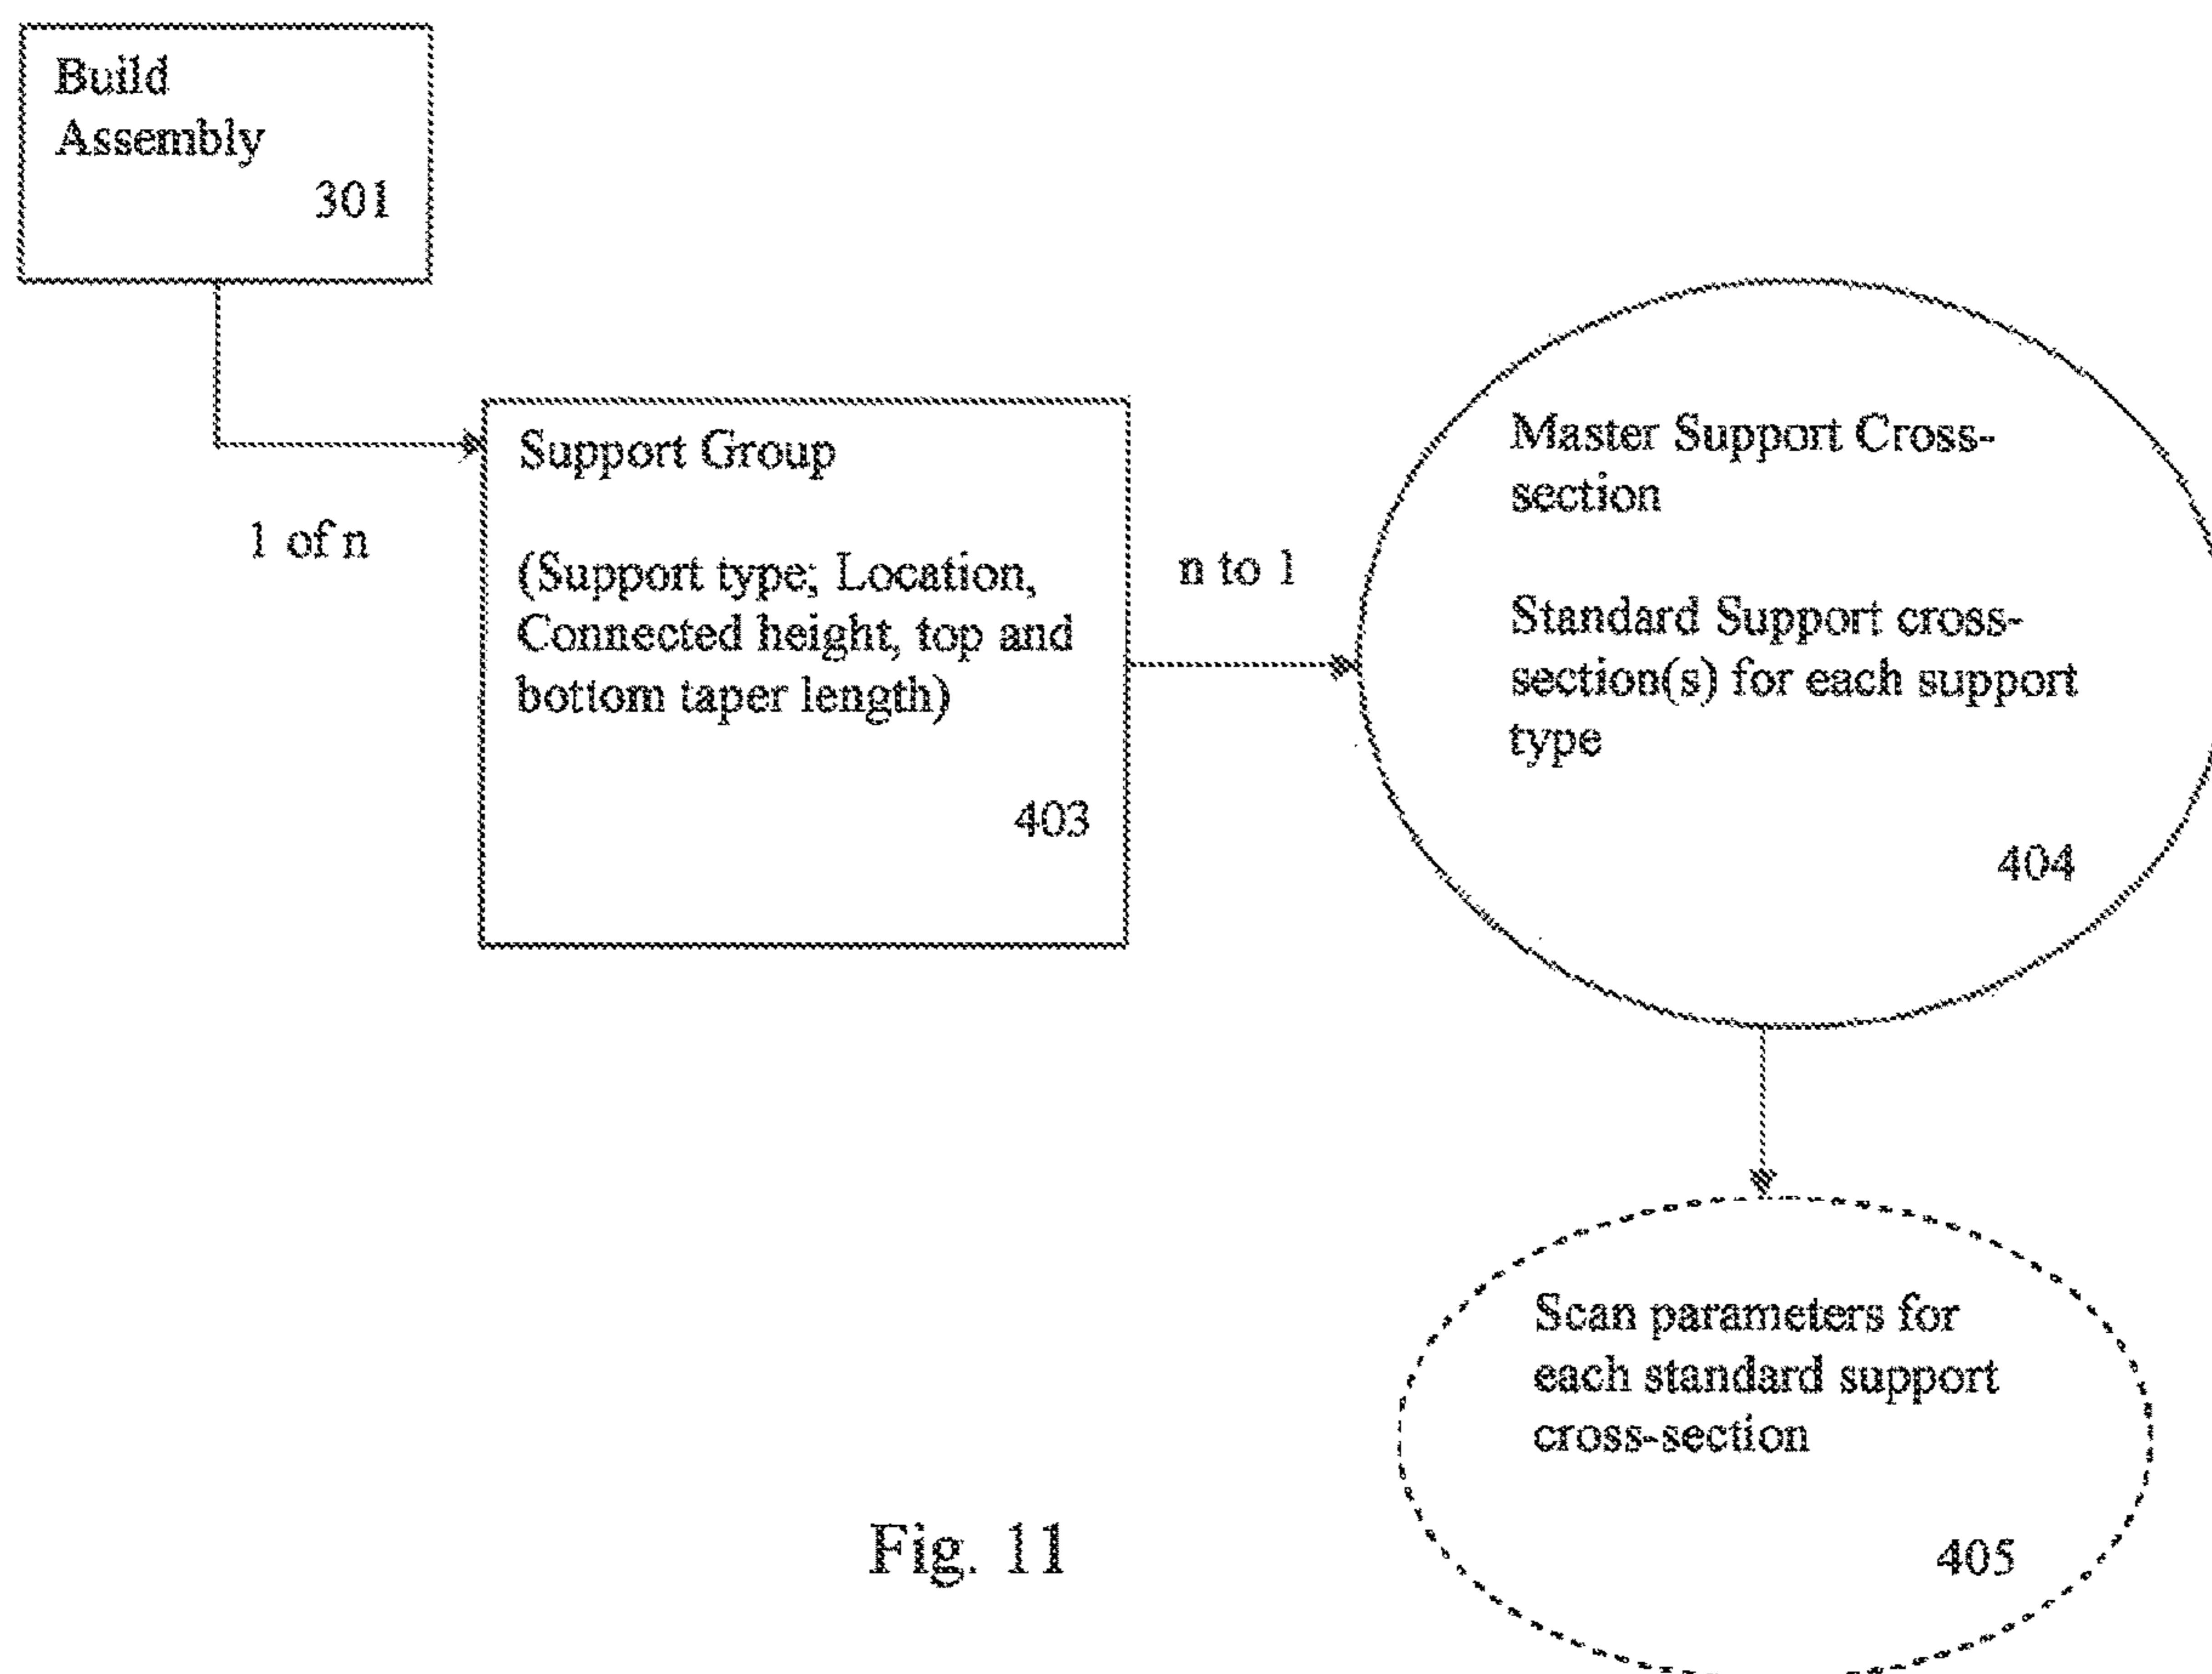 Build
Assembly
301
1 of n
Support Group
(Support type; Location,
Connected height, top and
bottom taper length)
403
n to 1
Master Support Cross-
section
Standard Support cross-
section(s) for each support
type
404
Scan parameters for
each standard support
cross-section
405
Fig. 11